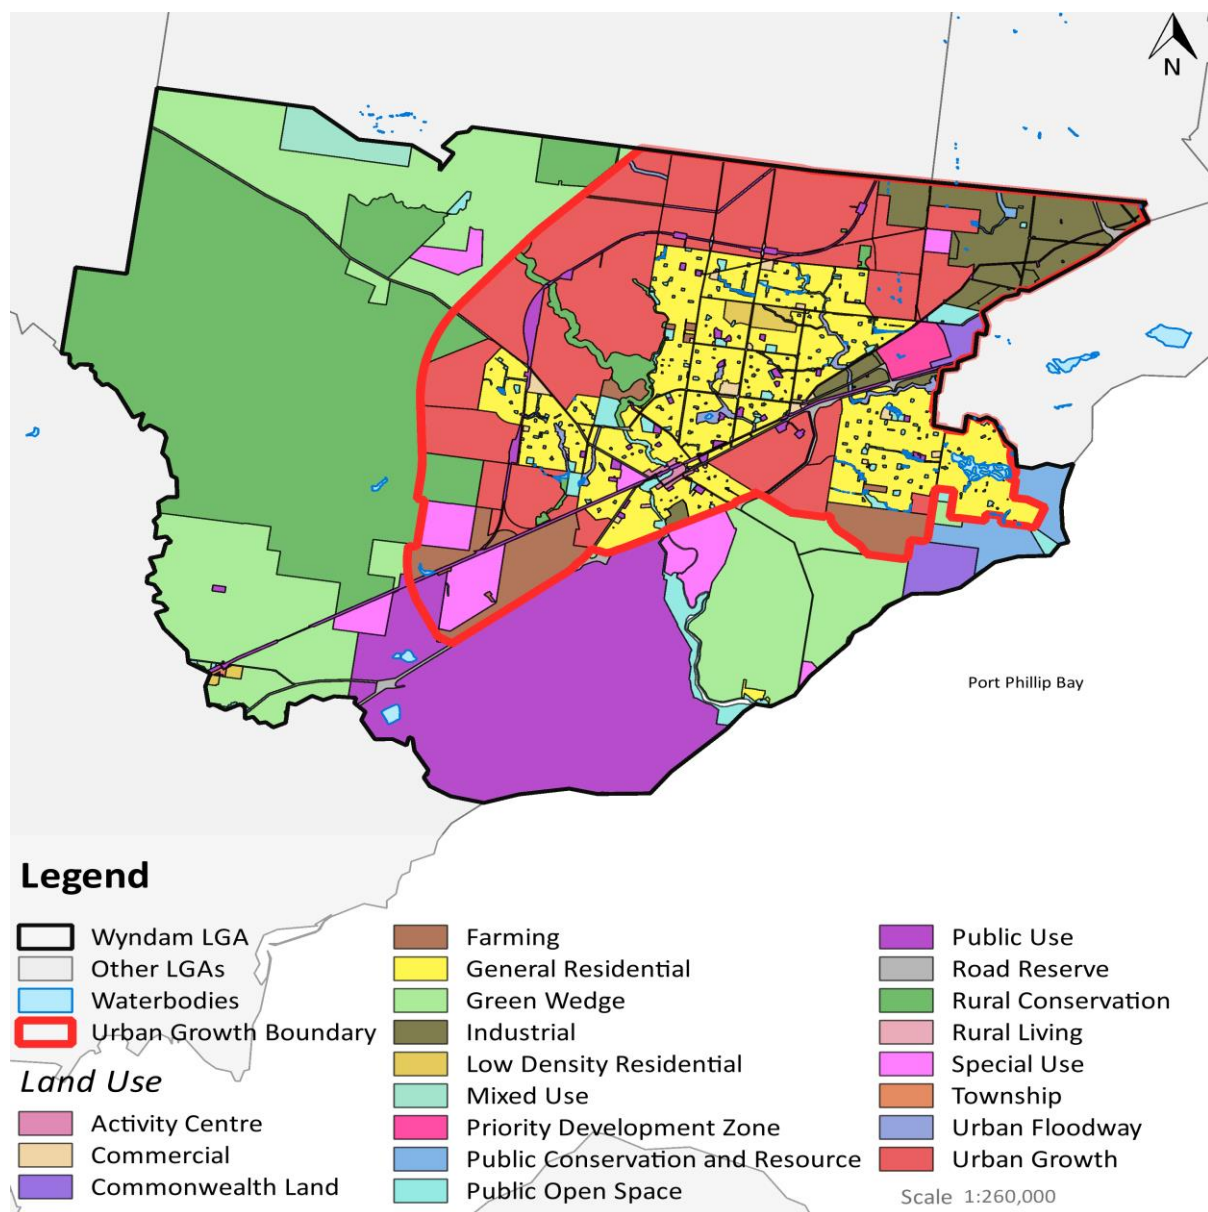 N
Port Phillip Bay
Legend
Wyndam LGA
Other LGAs
Waterbodies
Urban Growth Boundary
Land Use
Activity Centre
Commercial
Commonwealth Land
Farming
General Residential
Green Wedge
Industrial
Low Density Residential
Mixed Use
Priority Development Zone
Public Conservation and Resource
Public Open Space
Public Use
Road Reserve
Rural Conservation
Rural Living
Special Use
Township
Urban Floodway
Urban Growth
Scale 1:260,000